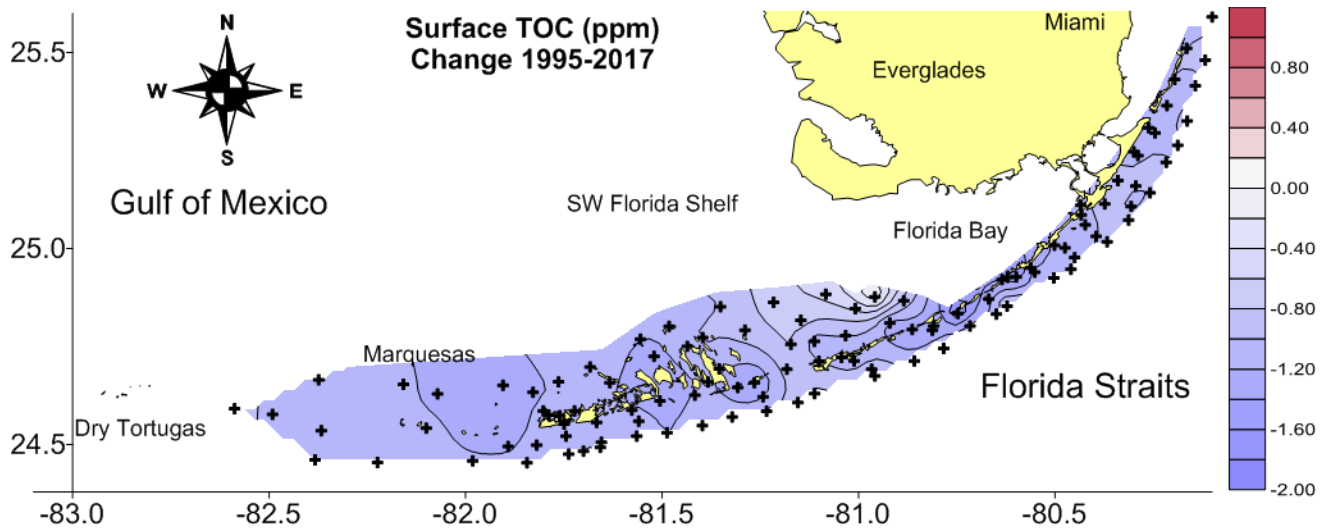 Surface TOC (ppm)
Change 1995-2017
N
W E
S
Miami
Everglades
Gulf of Mexico
SW Florida Shelf
Florida Bay
Marquesas
Dry Tortugas
Florida Straits
25.5
25.0
24.5
-83.0 -82.5 -82.0 -81.5 -81.0 -80.5
0.80
0.40
0.00
-0.40
-0.80
-1.20
-1.60
-2.00